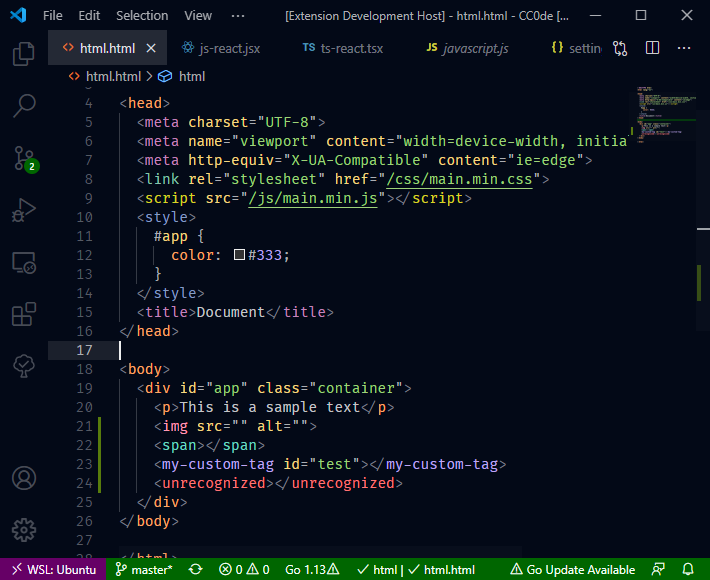 File Edit Selection View ··· [Extension Development Host] - html.html - CC0de [...
html.html js-react.jsx TS ts-react.tsx JS javascript.js {} settin
html.html > html
4 <head>
5 <meta charset="UTF-8">
6 <meta name="viewport" content="width=device-width, initia
7 <meta http-equiv="X-UA-Compatible" content="ie=edge">
8 <link rel="stylesheet" href="/css/main.min.css">
9 <script src="/js/main.min.js"></script>
10 <style>
11 #app {
12 color: #333;
13 }
14 </style>
15 <title>Document</title>
16 </head>
17
18 <body>
19 <div id="app" class="container">
20 <p>This is a sample text</p>
21 <img src="" alt="">
22 <span></span>
23 <my-custom-tag id="test"></my-custom-tag>
24 <unrecognized></unrecognized>
25 </div>
26 </body>
27
28 </html>
2
WSL: Ubuntu master* 0 0 Go 1.13 html | html.html Go Update Available